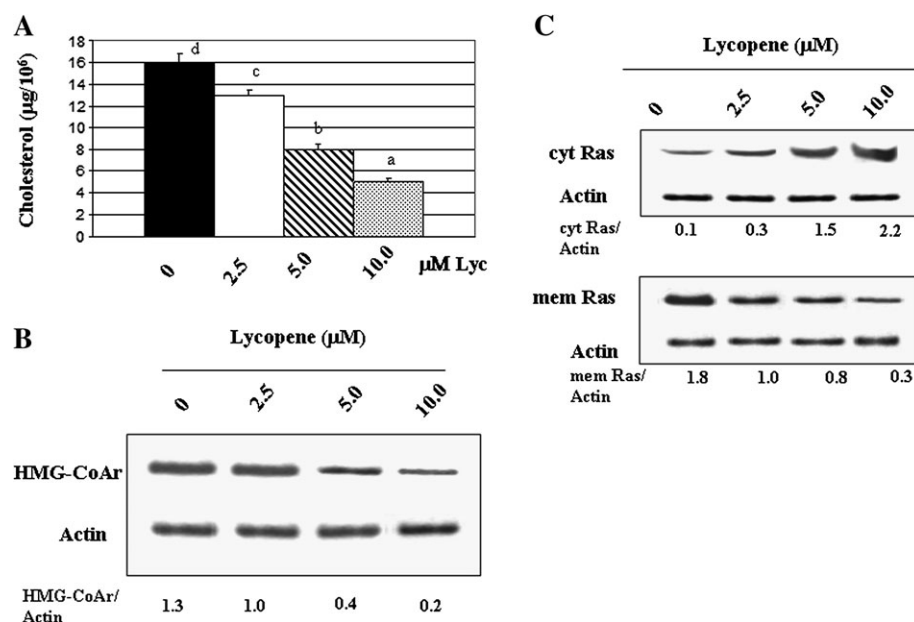 A
Cholesterol (µg/10⁶)
18
16
14
12
10
8
6
4
2
0
d
c
b
a
0
2.5
5.0
10.0
µM Lyc
B
Lycopene (µM)
0 2.5 5.0 10.0
HMG-CoAr
Actin
HMG-CoAr/
Actin
1.3 1.0 0.4 0.2
C
Lycopene (µM)
0 2.5 5.0 10.0
cyt Ras
Actin
cyt Ras/
Actin
0.1 0.3 1.5 2.2
mem Ras
Actin
mem Ras/
Actin
1.8 1.0 0.8 0.3